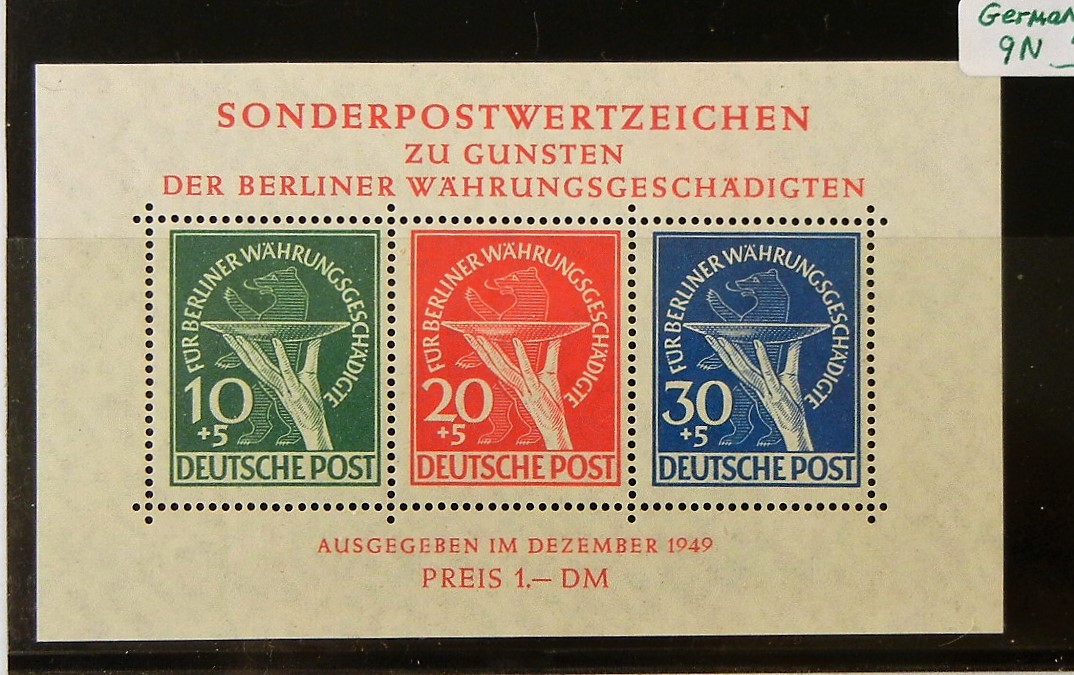 German
9N
SONDERPOSTWERTZEICHEN
ZU GUNSTEN
DER BERLINER WÄHRUNGSGESCHÄDIGTEN
FÜR BERLINER WÄHRUNGSGESCHÄDIGTE
10
+5
DEUTSCHE POST
FÜR BERLINER WÄHRUNGSGESCHÄDIGTE
20
+5
DEUTSCHE POST
FÜR BERLINER WÄHRUNGSGESCHÄDIGTE
30
+5
DEUTSCHE POST
AUSGEGEBEN IM DEZEMBER 1949
PREIS 1.— DM